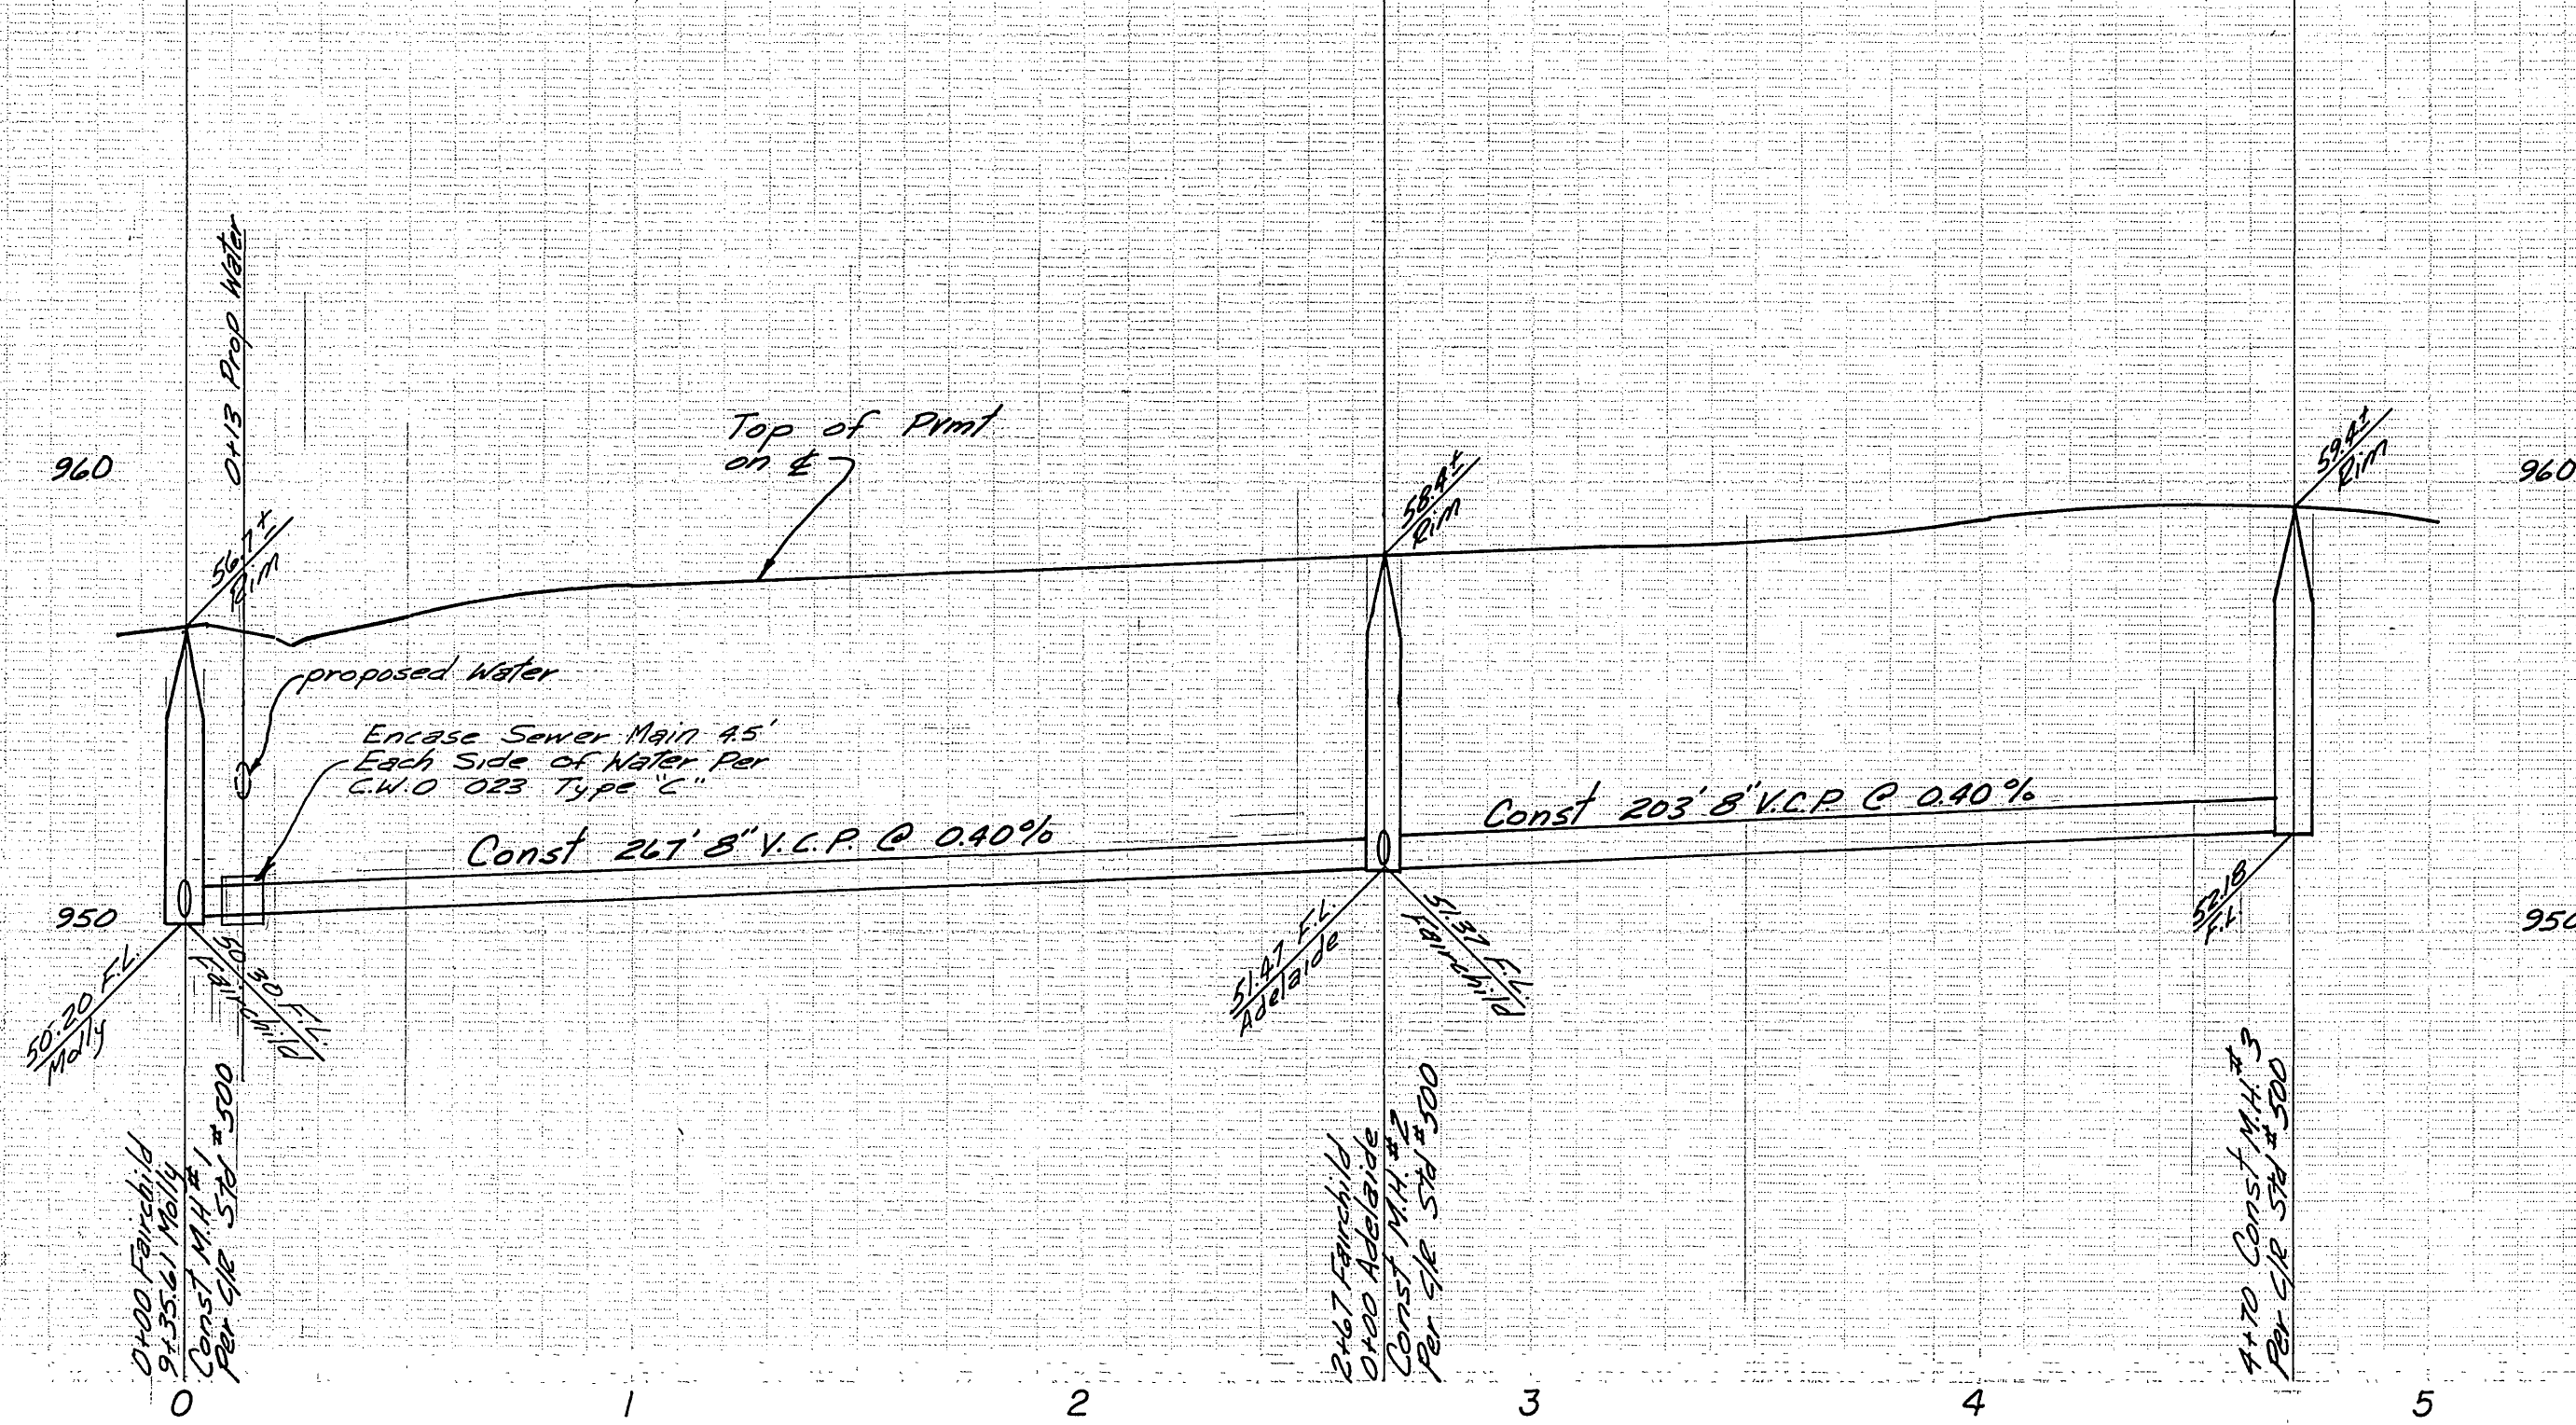 0+13 Prop. Water
960
56.7±
Rim
Top of Pvmt
on ℄
58.4±
Rim
59.4±
Rim
960
proposed Water
Encase Sewer Main 4.5'
Each Side of Water Per
C.W.O 023 Type "C"
Const 267' 8" V.C.P. @ 0.40%
Const 203' 8" V.C.P. @ 0.40%
950
50.20 F.L.
Molly
50.30 F.L.
Fairchild
51.47 F.L.
Adelaide
51.37 F.L.
Fairchild
52.18
F.L
950
0+00 Fairchild
9+35.61 Molly
Const M.H #1
Per C/R Std #500
2+67 Fairchild
0+00 Adelaide
Const M.H. #2
Per C/R Std #500
4+70 Const M.H. #3
Per C/R Std #500
0
1
2
3
4
5